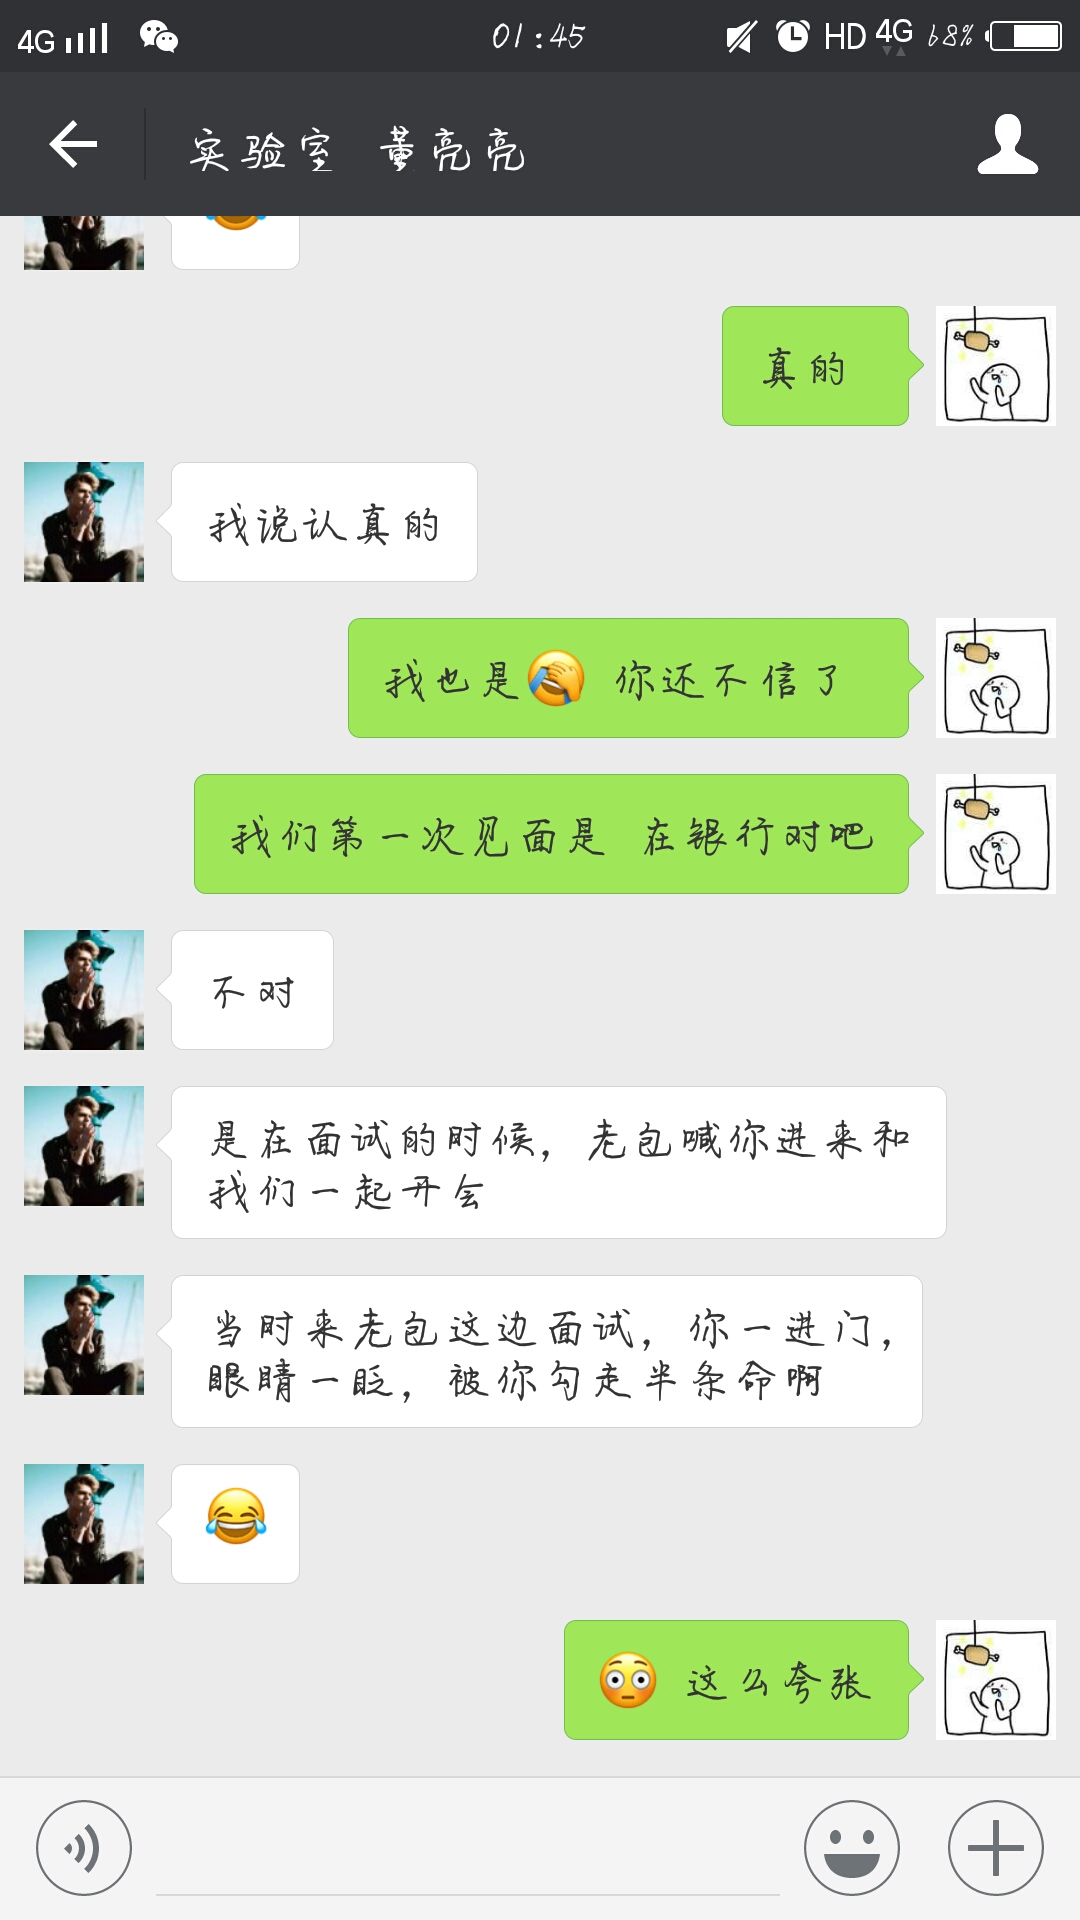 4G 01:45 HD 4G 68%
实验室 董亮亮
😂
真的
我说认真的
我也是🤣 你还不信了
我们第一次见面是 在银行对吧
不对
是在面试的时候，老包喊你进来和
我们一起开会
当时来老包这边面试，你一进门，
眼睛一眨，被你勾走半条命啊
😂
😳 这么夸张